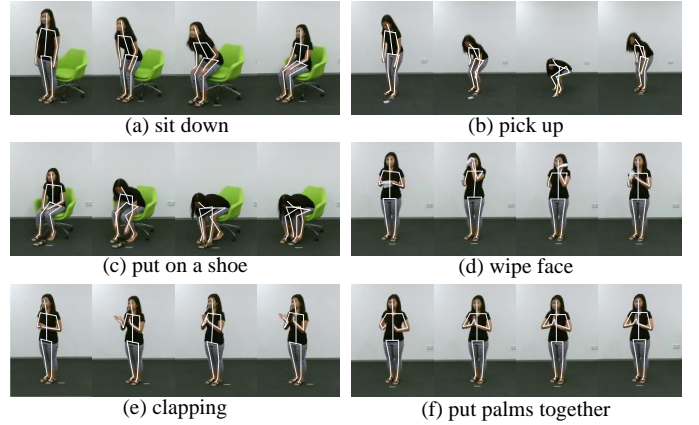 (a) sit down
(b) pick up
(c) put on a shoe
(d) wipe face
(e) clapping
(f) put palms together